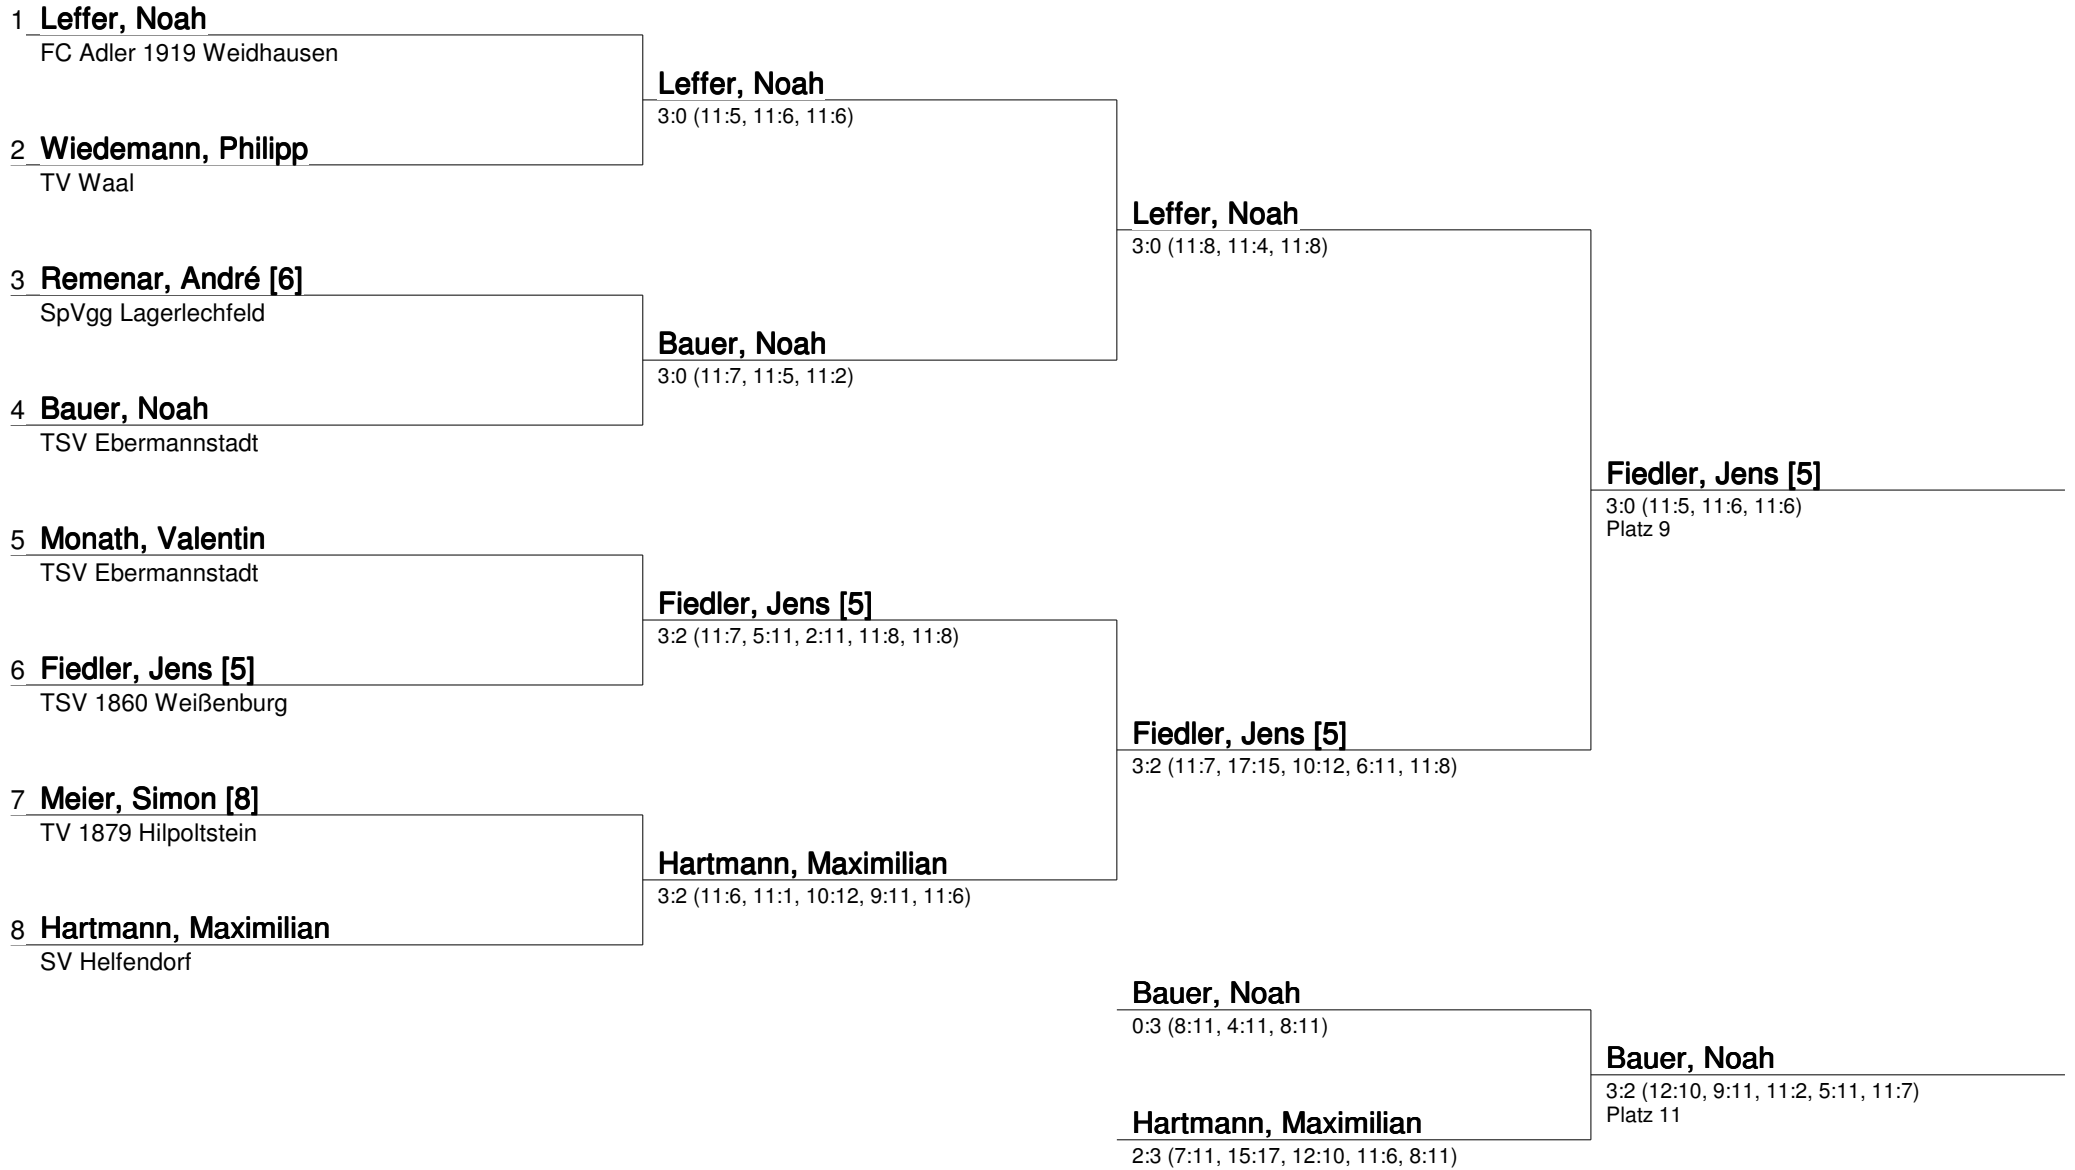 1 Leffer, Noah
FC Adler 1919 Weidhausen
Leffer, Noah
3:0 (11:5, 11:6, 11:6)
2 Wiedemann, Philipp
TV Waal
Leffer, Noah
3:0 (11:8, 11:4, 11:8)
3 Remenar, André [6]
SpVgg Lagerlechfeld
Bauer, Noah
3:0 (11:7, 11:5, 11:2)
4 Bauer, Noah
TSV Ebermannstadt
Fiedler, Jens [5]
3:0 (11:5, 11:6, 11:6)
Platz 9
5 Monath, Valentin
TSV Ebermannstadt
Fiedler, Jens [5]
3:2 (11:7, 5:11, 2:11, 11:8, 11:8)
6 Fiedler, Jens [5]
TSV 1860 Weißenburg
Fiedler, Jens [5]
3:2 (11:7, 17:15, 10:12, 6:11, 11:8)
7 Meier, Simon [8]
TV 1879 Hilpoltstein
Hartmann, Maximilian
3:2 (11:6, 11:1, 10:12, 9:11, 11:6)
8 Hartmann, Maximilian
SV Helfendorf
Bauer, Noah
0:3 (8:11, 4:11, 8:11)
Bauer, Noah
3:2 (12:10, 9:11, 11:2, 5:11, 11:7)
Platz 11
Hartmann, Maximilian
2:3 (7:11, 15:17, 12:10, 11:6, 8:11)